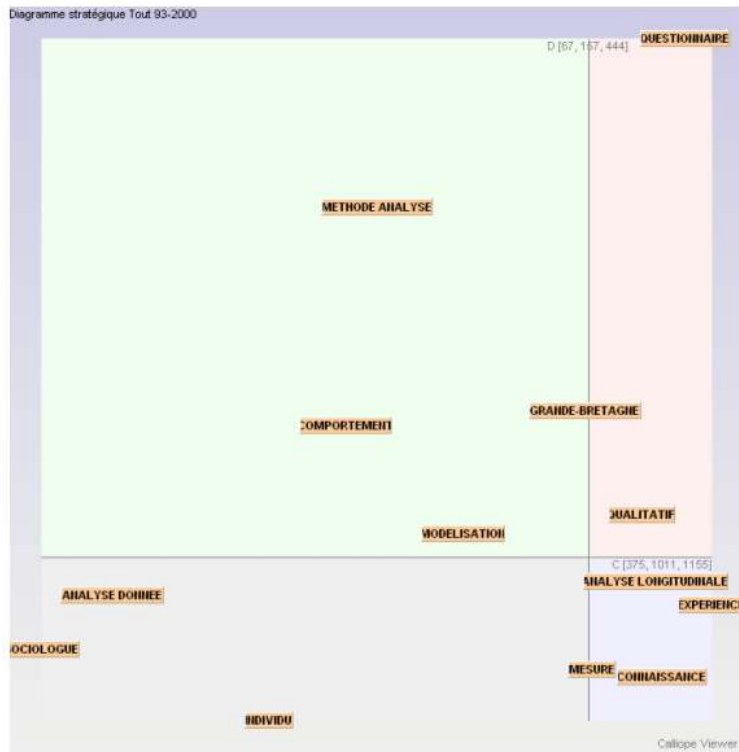 Diagramme stratégique Tout 93-2000
QUESTIONNAIRE
D [67, 167, 444]
METHODE ANALYSE
GRANDE-BRETAGNE
COMPORTEMENT
QUALITATIF
MODELISATION
C [375, 1011, 1155]
ANALYSE LONGITUDINALE
ANALYSE DONNEE
EXPERIENC
OCIOLOGUE
MESURE
CONNAISSANCE
INDIVIDU
Calliope Viewer